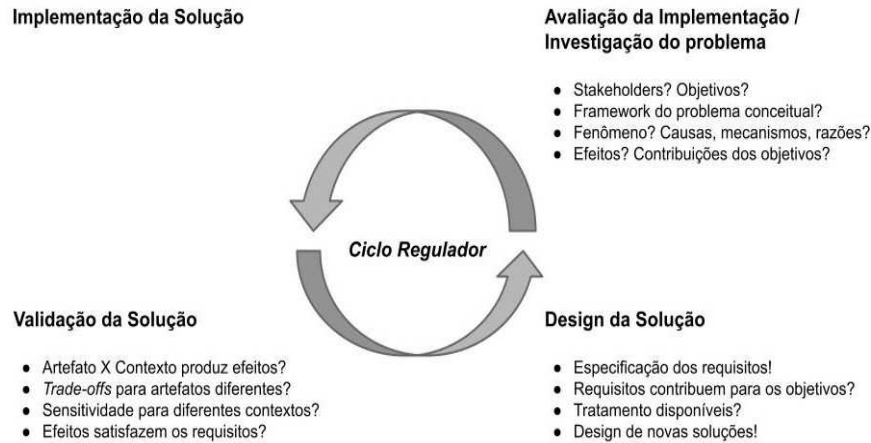 Implementação da Solução
Avaliação da Implementação /
Investigação do problema
● Stakeholders? Objetivos?
● Framework do problema conceitual?
● Fenômeno? Causas, mecanismos, razões?
● Efeitos? Contribuições dos objetivos?
Ciclo Regulador
Validação da Solução
● Artefato X Contexto produz efeitos?
● Trade-offs para artefatos diferentes?
● Sensitividade para diferentes contextos?
● Efeitos satisfazem os requisitos?
Design da Solução
● Especificação dos requisitos!
● Requisitos contribuem para os objetivos?
● Tratamento disponíveis?
● Design de novas soluções!